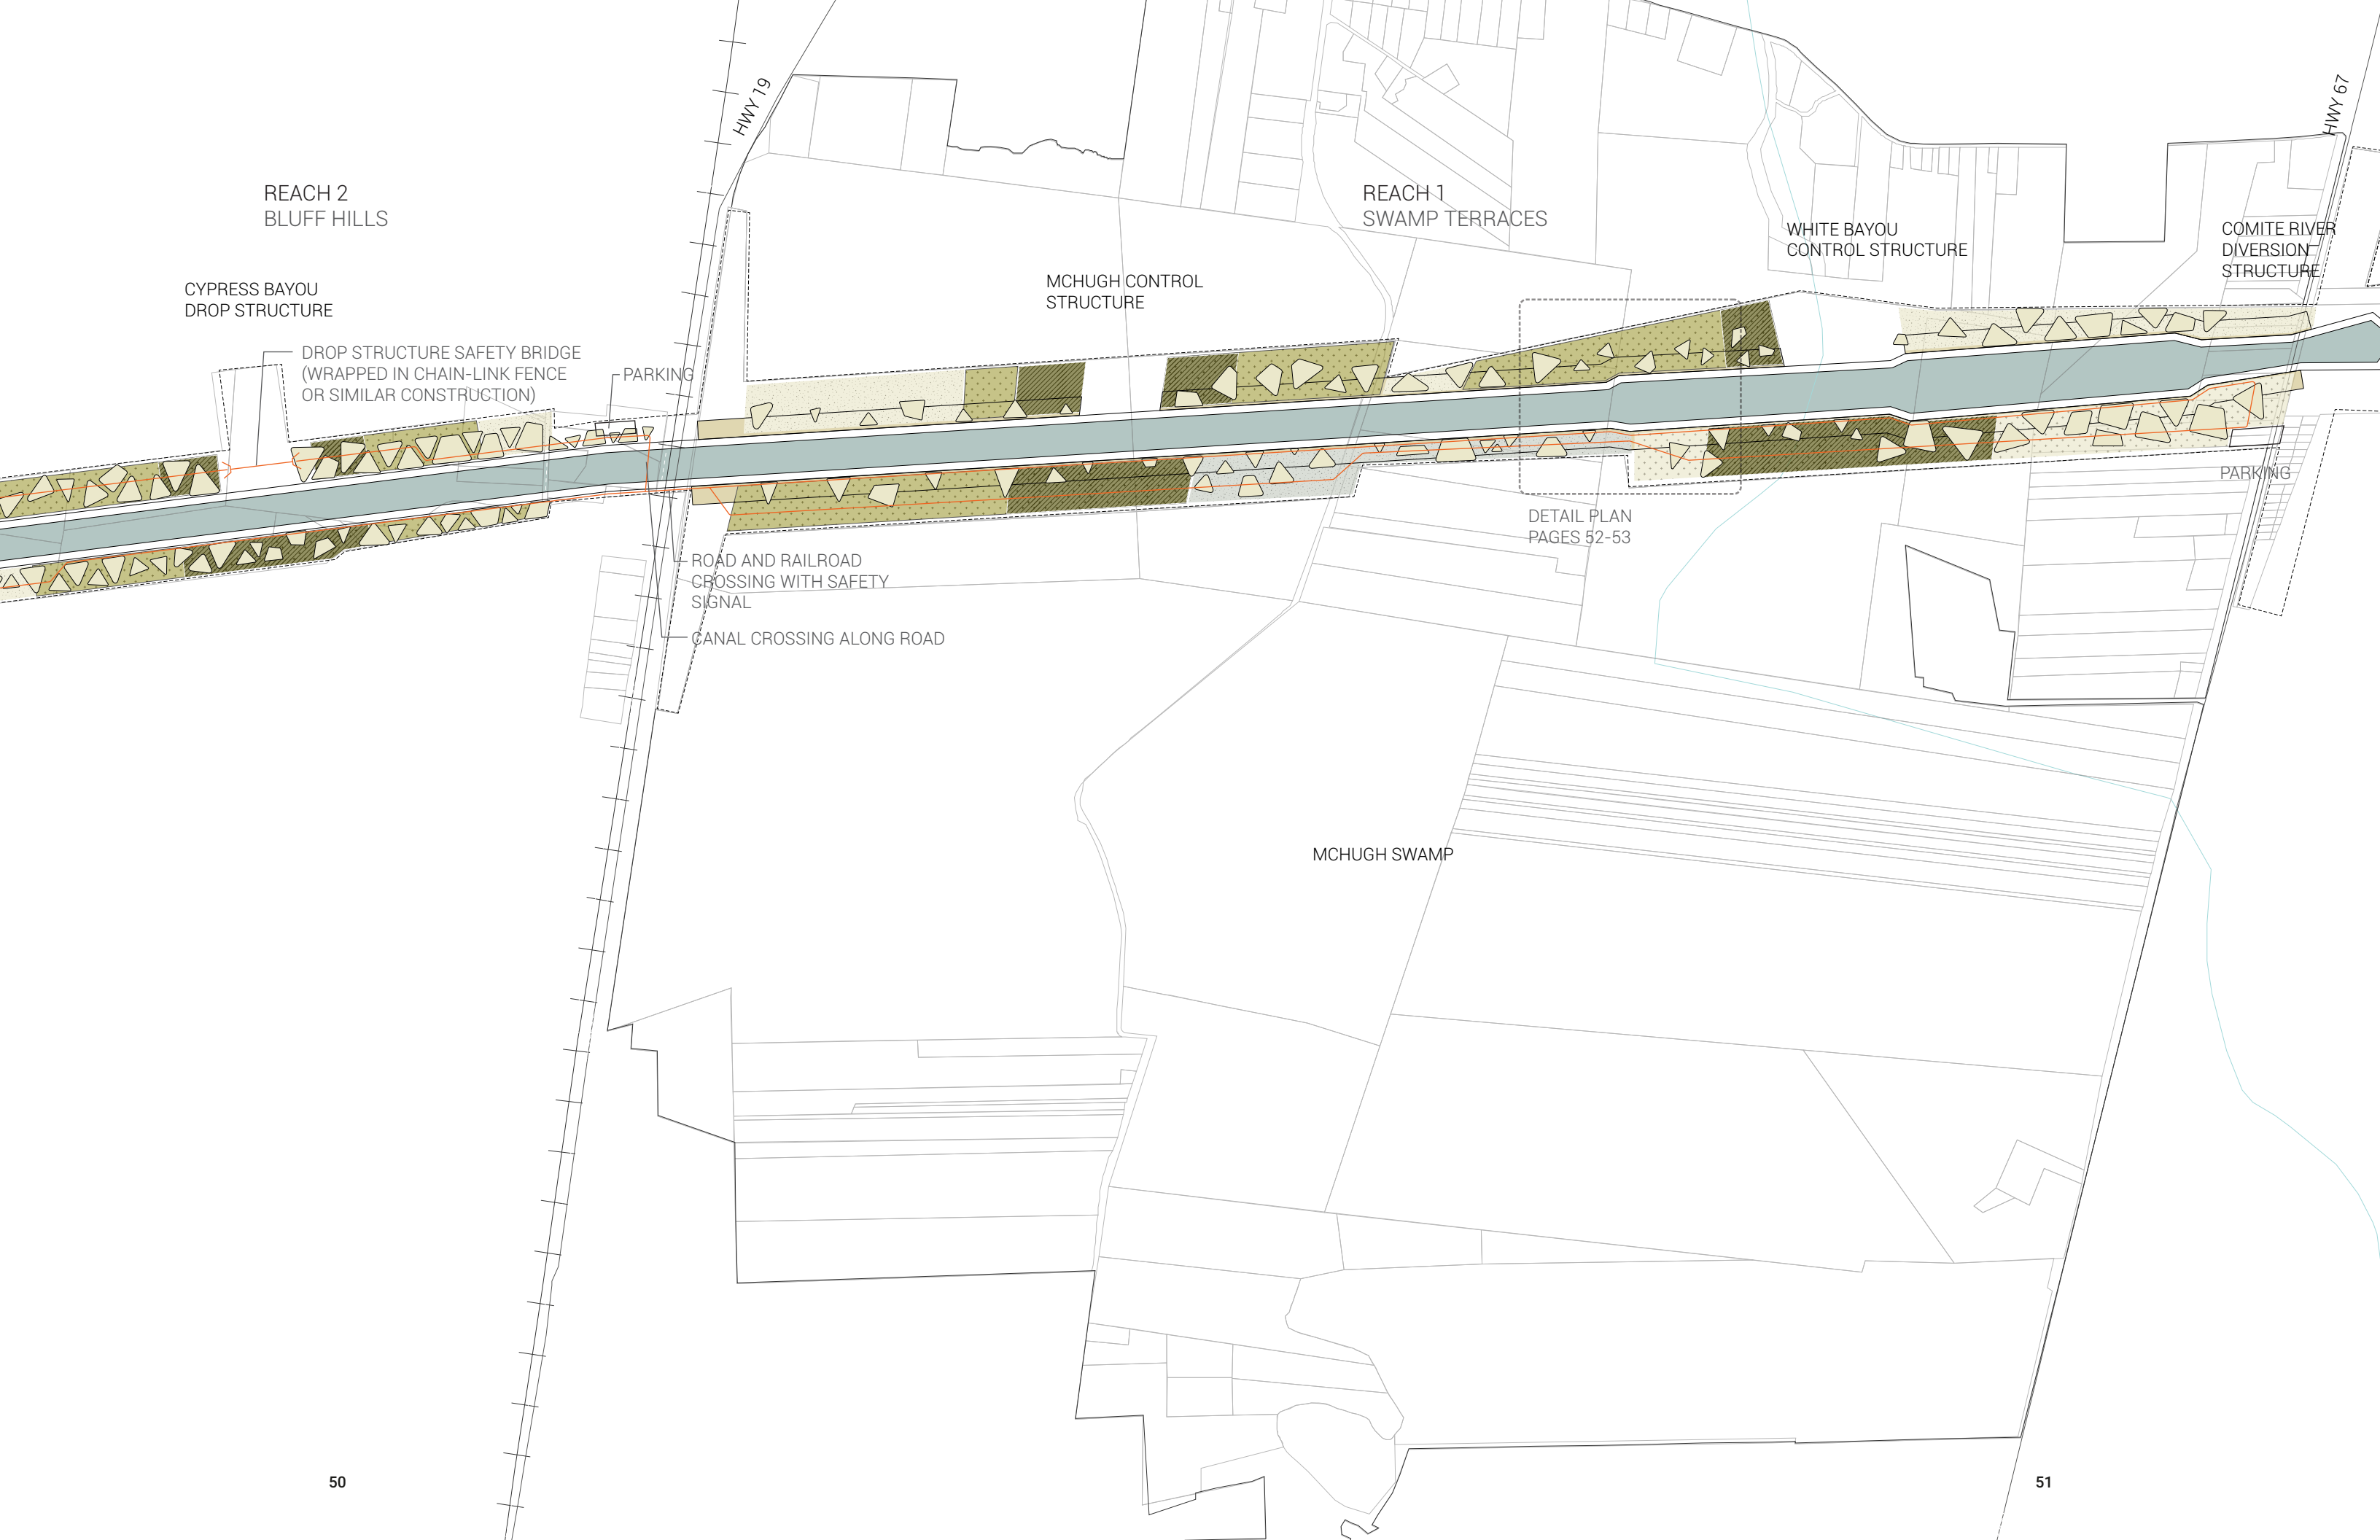 HWY 19
HWY 67
REACH 2
BLUFF HILLS
REACH 1
SWAMP TERRACES
WHITE BAYOU
CONTROL STRUCTURE
COMITE RIVER
DIVERSION
STRUCTURE
CYPRESS BAYOU
DROP STRUCTURE
MCHUGH CONTROL
STRUCTURE
DROP STRUCTURE SAFETY BRIDGE
(WRAPPED IN CHAIN-LINK FENCE
OR SIMILAR CONSTRUCTION)
PARKING
PARKING
DETAIL PLAN
PAGES 52-53
ROAD AND RAILROAD
CROSSING WITH SAFETY
SIGNAL
CANAL CROSSING ALONG ROAD
MCHUGH SWAMP
50
51